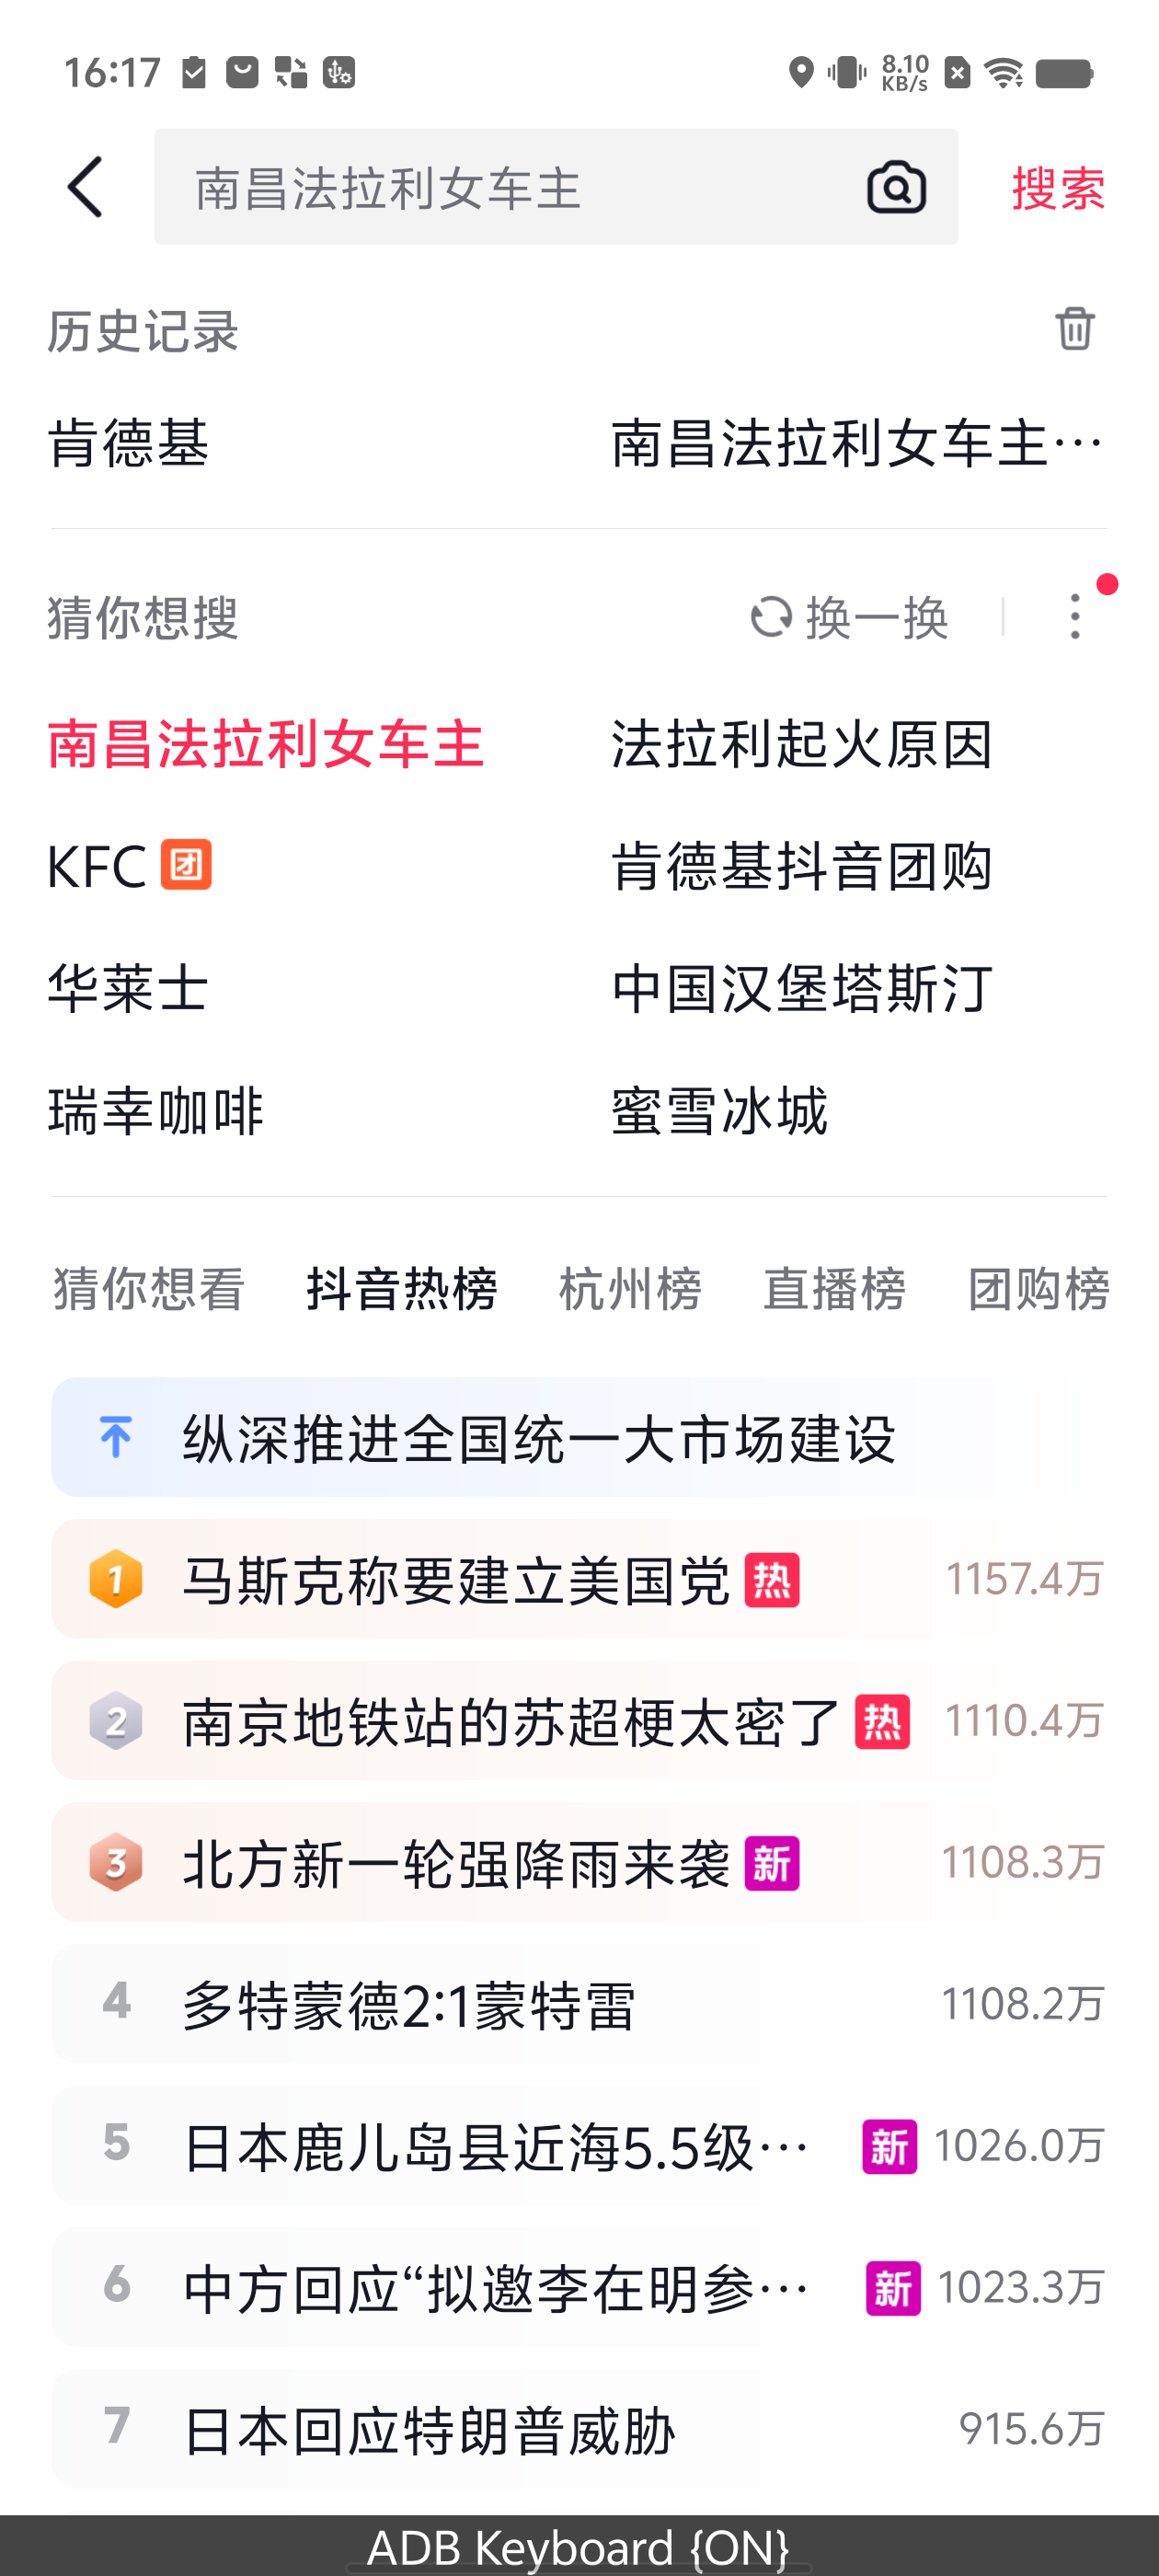 16:17
8.10
KB/s
南昌法拉利女车主
搜索
历史记录
肯德基
南昌法拉利女车主…
猜你想搜
换一换
南昌法拉利女车主
法拉利起火原因
KFC 团
肯德基抖音团购
华莱士
中国汉堡塔斯汀
瑞幸咖啡
蜜雪冰城
猜你想看 抖音热榜 杭州榜 直播榜 团购榜
纵深推进全国统一大市场建设
1 马斯克称要建立美国党 热 1157.4万
2 南京地铁站的苏超梗太密了 热 1110.4万
3 北方新一轮强降雨来袭 新 1108.3万
4 多特蒙德2:1蒙特雷 1108.2万
5 日本鹿儿岛县近海5.5级… 新 1026.0万
6 中方回应“拟邀李在明参… 新 1023.3万
7 日本回应特朗普威胁 915.6万
ADB Keyboard {ON}